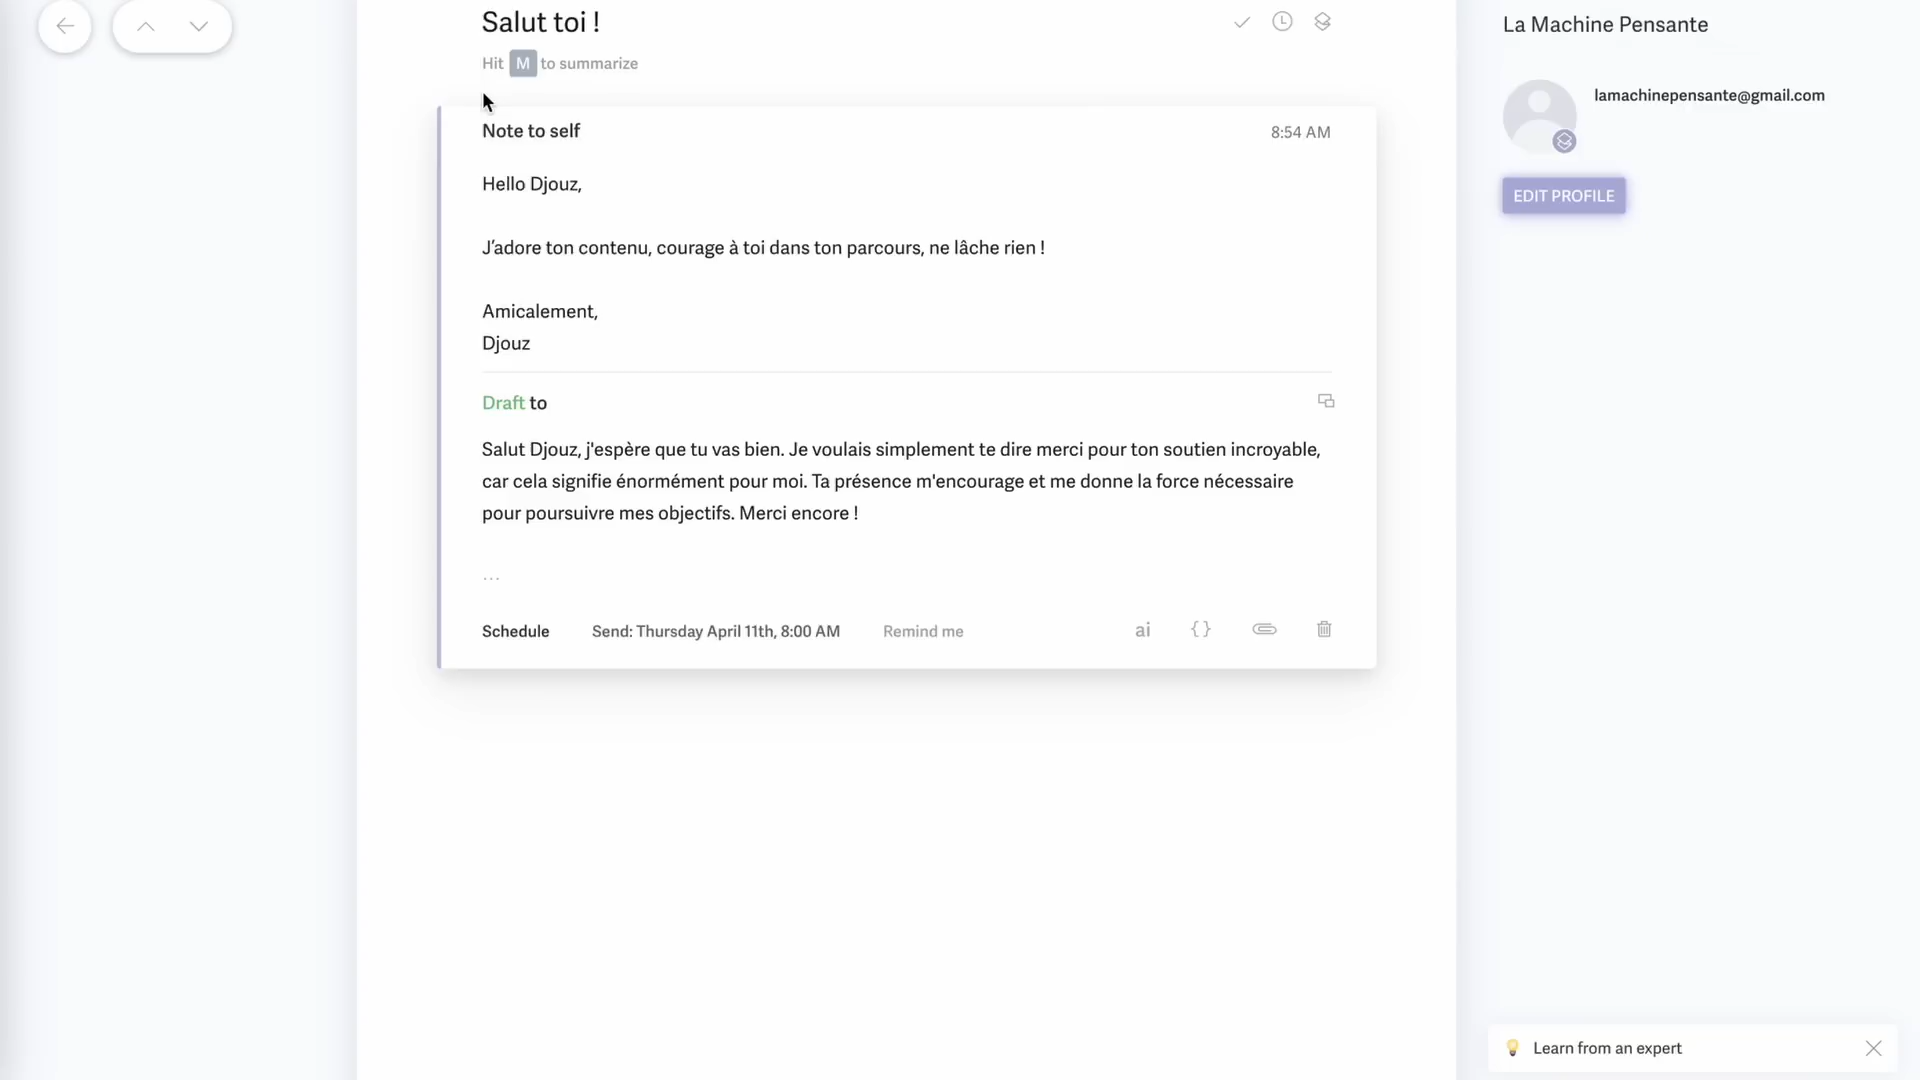 Salut toi !
Hit M to summarize
Note to self
8:54 AM
Hello Djouz,
J’adore ton contenu, courage à toi dans ton parcours, ne lâche rien !
Amicalement,
Djouz
Draft to
Salut Djouz, j'espère que tu vas bien. Je voulais simplement te dire merci pour ton soutien incroyable,
car cela signifie énormément pour moi. Ta présence m'encourage et me donne la force nécessaire
pour poursuivre mes objectifs. Merci encore !
...
Schedule
Send: Thursday April 11th, 8:00 AM
Remind me
ai
{}
La Machine Pensante
lamachinepensante@gmail.com
EDIT PROFILE
Learn from an expert